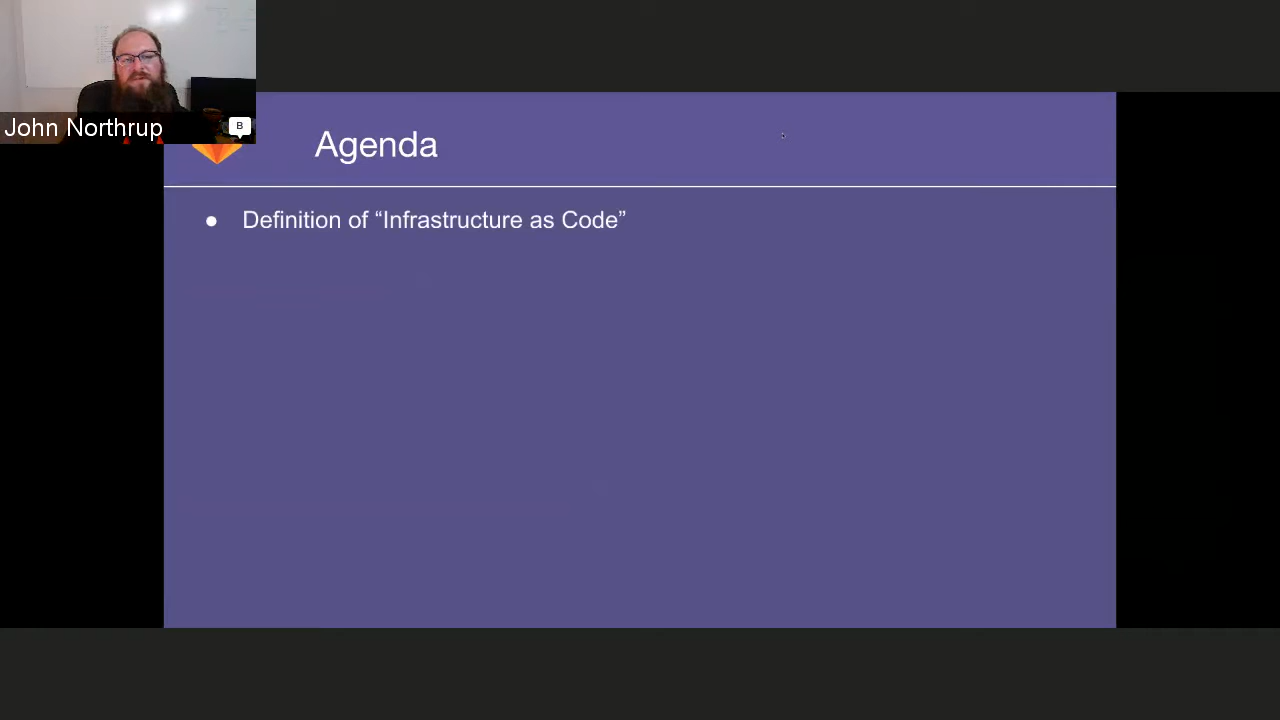 John Northrup
B
Agenda
● Definition of “Infrastructure as Code”